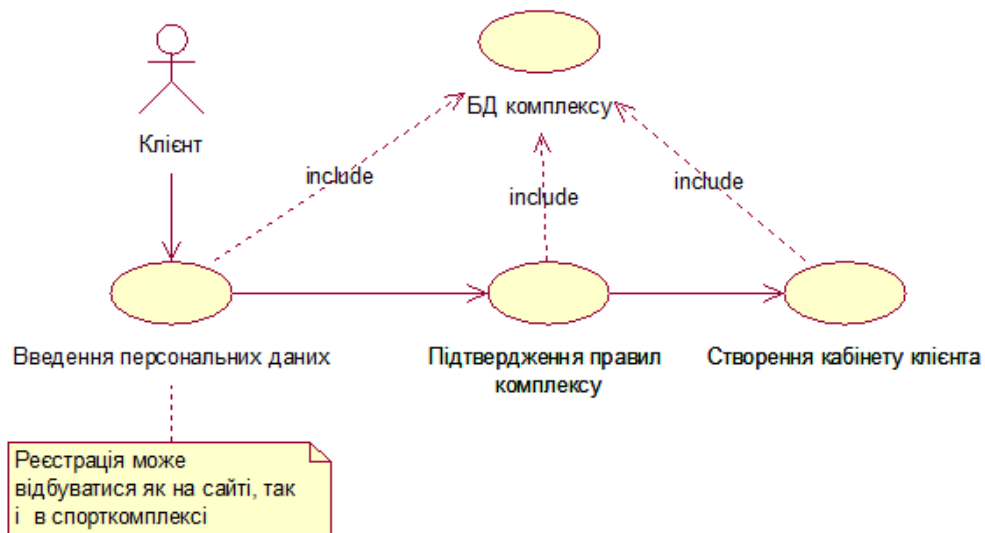 БД комплексу
Клієнт
include
include
include
Введення персональних даних
Підтвердження правил
комплексу
Створення кабінету клієнта
Реєстрація може
відбуватися як на сайті, так
і в спорткомплексі